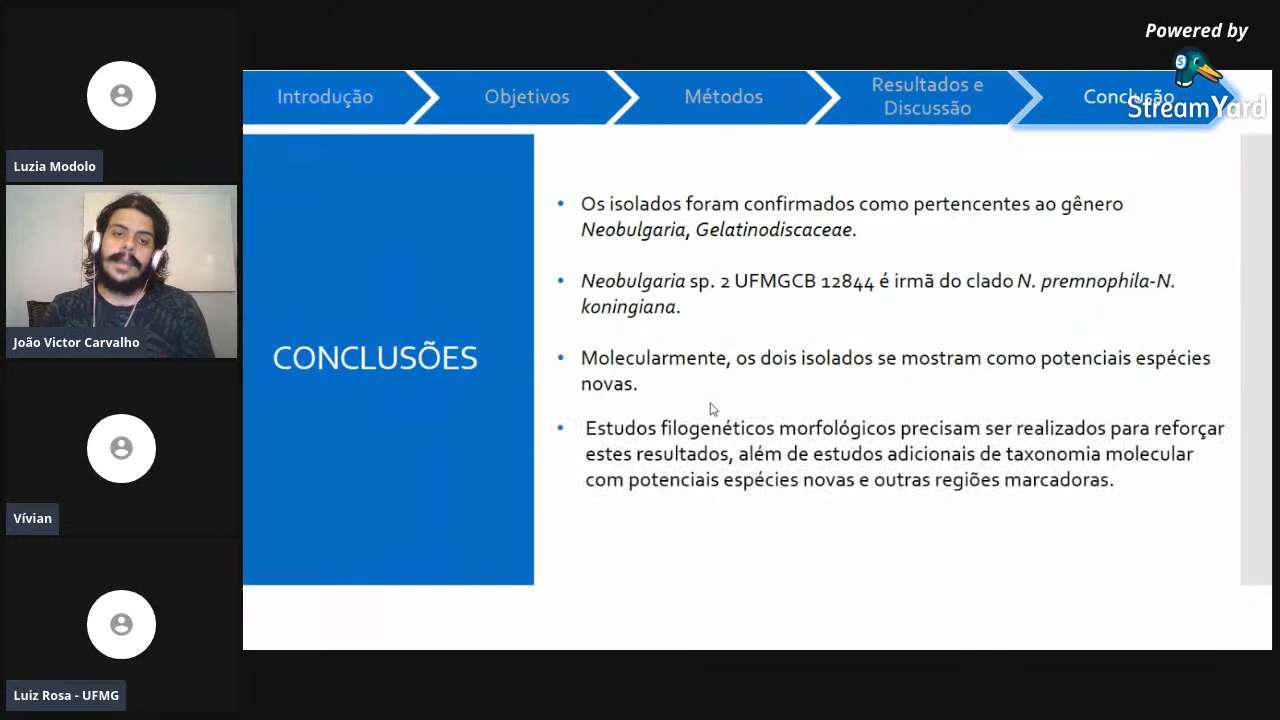 Powered by
StreamYard
Introdução
Objetivos
Métodos
Resultados e
Discussão
Conclusão
Luzia Modolo
João Victor Carvalho
Vívian
Luiz Rosa - UFMG
CONCLUSÕES
• Os isolados foram confirmados como pertencentes ao gênero
Neobulgaria, Gelatinodiscaceae.
• Neobulgaria sp. 2 UFMGCB 12844 é irmã do clado N. premnophila-N.
koningiana.
• Molecularmente, os dois isolados se mostram como potenciais espécies
novas.
• Estudos filogenéticos morfológicos precisam ser realizados para reforçar
estes resultados, além de estudos adicionais de taxonomia molecular
com potenciais espécies novas e outras regiões marcadoras.